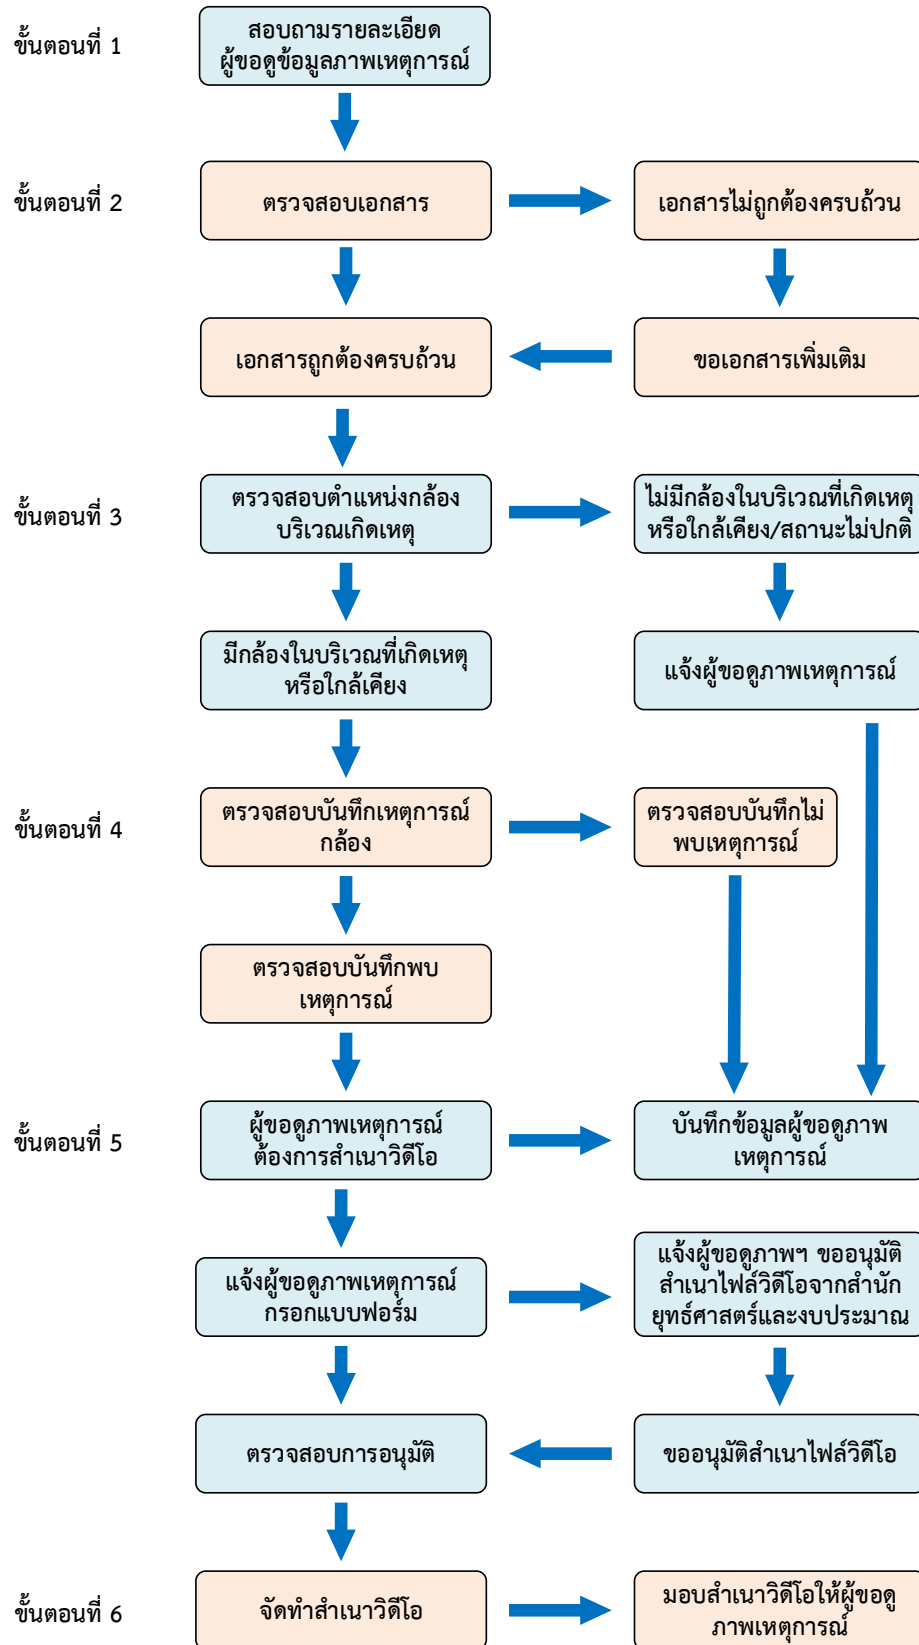 ขั้นตอนที่ 1
สอบถามรายละเอียด
ผู้ขอดูข้อมูลภาพเหตุการณ์
ขั้นตอนที่ 2
ตรวจสอบเอกสาร
เอกสารไม่ถูกต้องครบถ้วน
เอกสารถูกต้องครบถ้วน
ขอเอกสารเพิ่มเติม
ขั้นตอนที่ 3
ตรวจสอบตำแหน่งกล้อง
บริเวณเกิดเหตุ
ไม่มีกล้องในบริเวณที่เกิดเหตุ
หรือใกล้เคียง/สถานะไม่ปกติ
มีกล้องในบริเวณที่เกิดเหตุ
หรือใกล้เคียง
แจ้งผู้ขอดูภาพเหตุการณ์
ขั้นตอนที่ 4
ตรวจสอบบันทึกเหตุการณ์
กล้อง
ตรวจสอบบันทึกไม่
พบเหตุการณ์
ตรวจสอบบันทึกพบ
เหตุการณ์
ขั้นตอนที่ 5
ผู้ขอดูภาพเหตุการณ์
ต้องการสำเนาวิดีโอ
บันทึกข้อมูลผู้ขอดูภาพ
เหตุการณ์
แจ้งผู้ขอดูภาพเหตุการณ์
กรอกแบบฟอร์ม
แจ้งผู้ขอดูภาพฯ ขออนุมัติ
สำเนาไฟล์วิดีโอจากสำนัก
ยุทธ์ศาสตร์และงบประมาณ
ตรวจสอบการอนุมัติ
ขออนุมัติสำเนาไฟล์วิดีโอ
ขั้นตอนที่ 6
จัดทำสำเนาวิดีโอ
มอบสำเนาวิดีโอให้ผู้ขอดู
ภาพเหตุการณ์